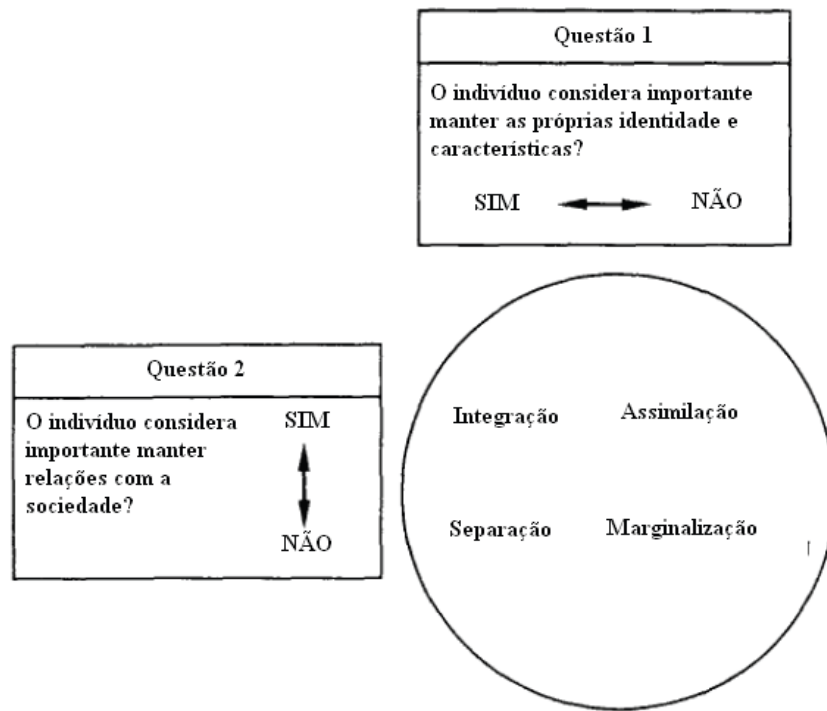 Questão 1
O indivíduo considera importante
manter as próprias identidade e
características?
SIM NÃO
Questão 2
O indivíduo considera
importante manter
relações com a
sociedade?
SIM
NÃO
Integração Assimilação
Separação Marginalização